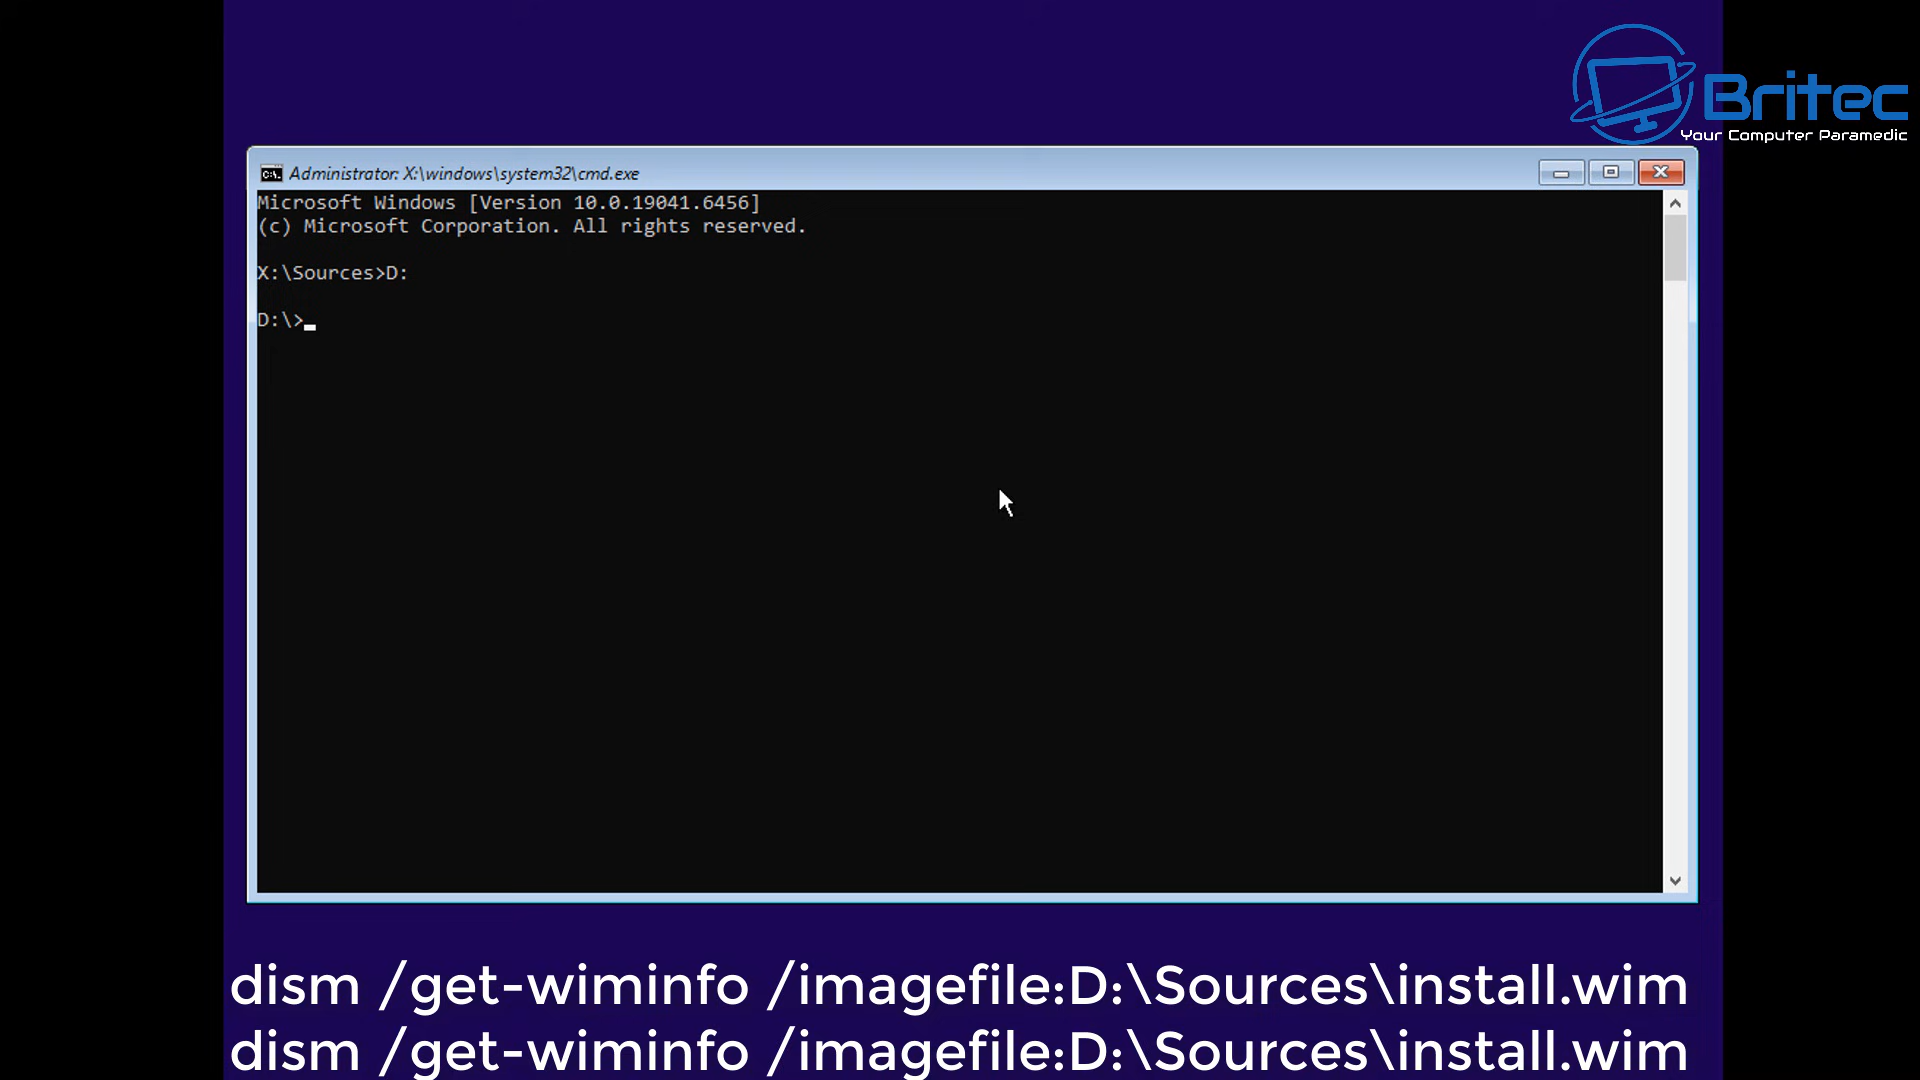 Britec
Your Computer Paramedic
Administrator: X:\windows\system32\cmd.exe
Microsoft Windows [Version 10.0.19041.6456]
(c) Microsoft Corporation. All rights reserved.
X:\Sources>D:
D:\>
dism /get-wiminfo /imagefile:D:\Sources\install.wim
dism /get-wiminfo /imagefile:D:\Sources\install.wim